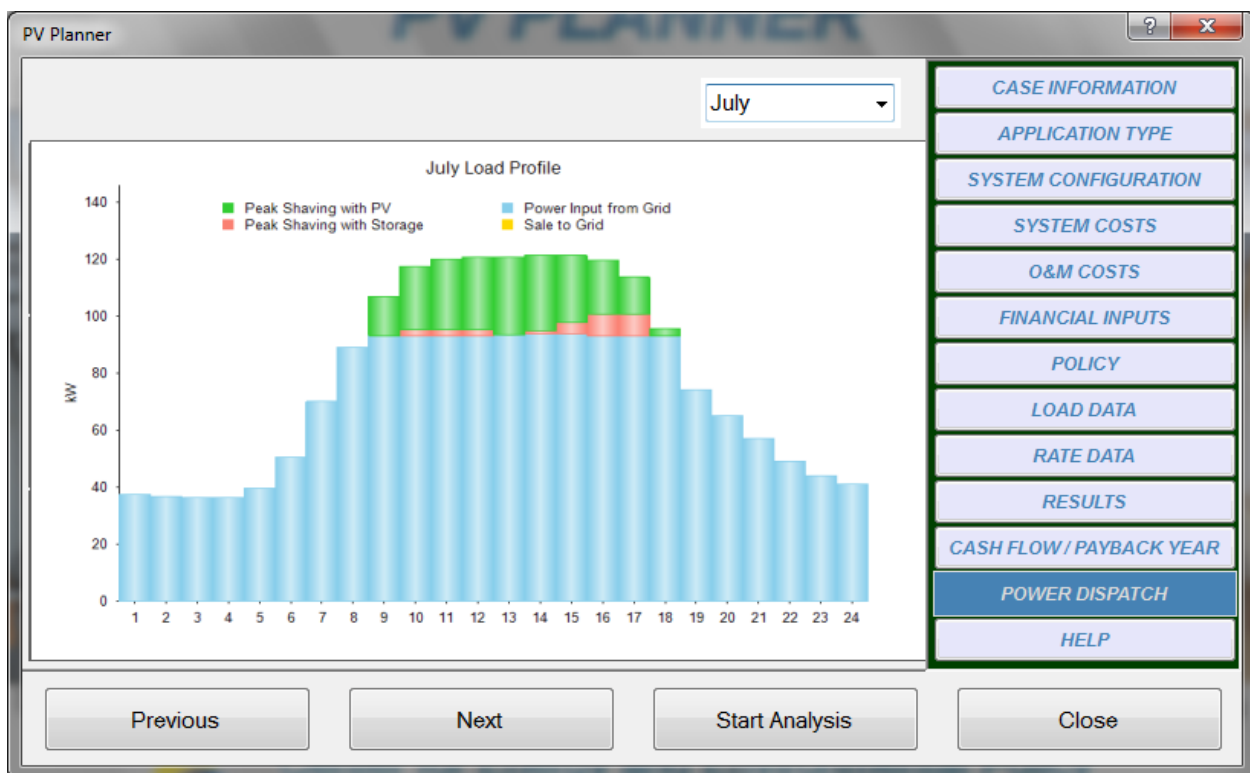 PV PLANNER
PV Planner
July
CASE INFORMATION
APPLICATION TYPE
SYSTEM CONFIGURATION
SYSTEM COSTS
O&M COSTS
FINANCIAL INPUTS
POLICY
LOAD DATA
RATE DATA
RESULTS
CASH FLOW / PAYBACK YEAR
POWER DISPATCH
HELP
July Load Profile
Peak Shaving with PV
Power Input from Grid
Peak Shaving with Storage
Sale to Grid
kW
140
120
100
80
60
40
20
0
1 2 3 4 5 6 7 8 9 10 11 12 13 14 15 16 17 18 19 20 21 22 23 24
Previous
Next
Start Analysis
Close